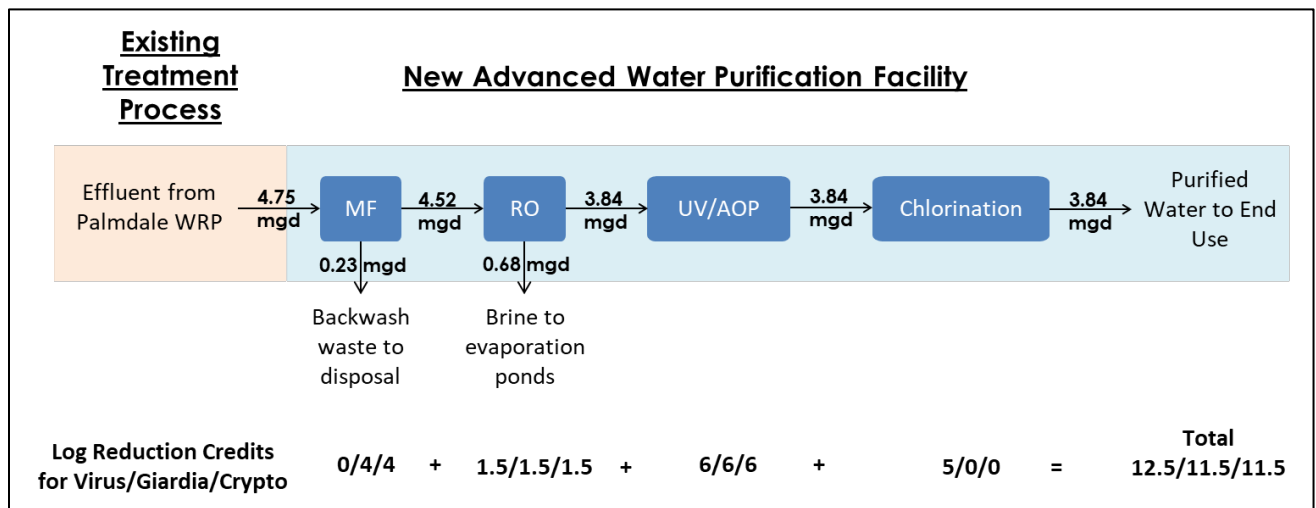 Existing
Treatment
Process
New Advanced Water Purification Facility
Effluent from
Palmdale WRP
4.75
mgd
MF
4.52
mgd
RO
3.84
mgd
UV/AOP
3.84
mgd
Chlorination
3.84
mgd
Purified
Water to End
Use
0.23 mgd
0.68 mgd
Backwash
waste to
disposal
Brine to
evaporation
ponds
Log Reduction Credits
for Virus/Giardia/Crypto
0/4/4 + 1.5/1.5/1.5 + 6/6/6 + 5/0/0 =
Total
12.5/11.5/11.5